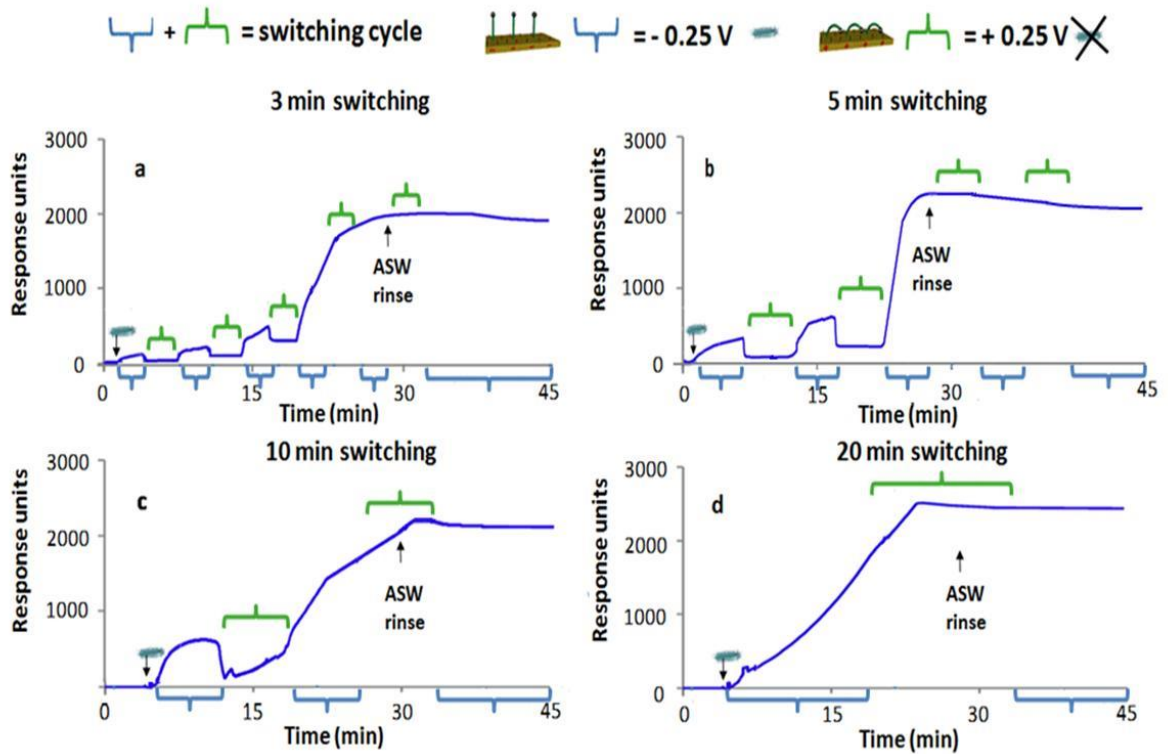 + = switching cycle = - 0.25 V = + 0.25 V
3 min switching
3000
2000
1000
0
Response units
a
ASW
rinse
0 15 30 45
Time (min)
5 min switching
3000
2000
1000
0
Response units
b
ASW
rinse
0 15 30 45
Time (min)
10 min switching
3000
2000
1000
Response units
c
ASW
rinse
0 15 30 45
Time (min)
20 min switching
3000
2000
1000
0
Response units
d
ASW
rinse
0 15 30 45
Time (min)